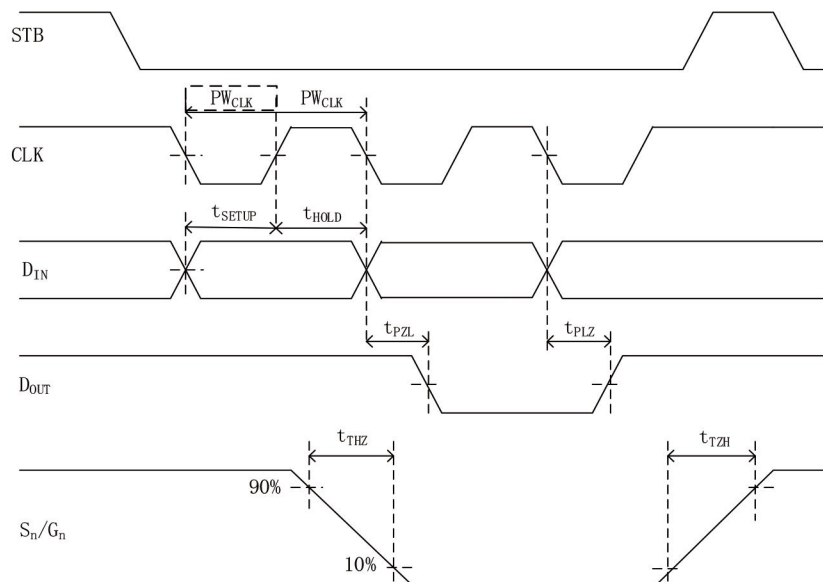 STB
PW_CLK PW_CLK
CLK
t_SETUP t_HOLD
D_IN
t_PZL t_PLZ
D_OUT
t_THZ t_TZH
90%
S_n/G_n
10%